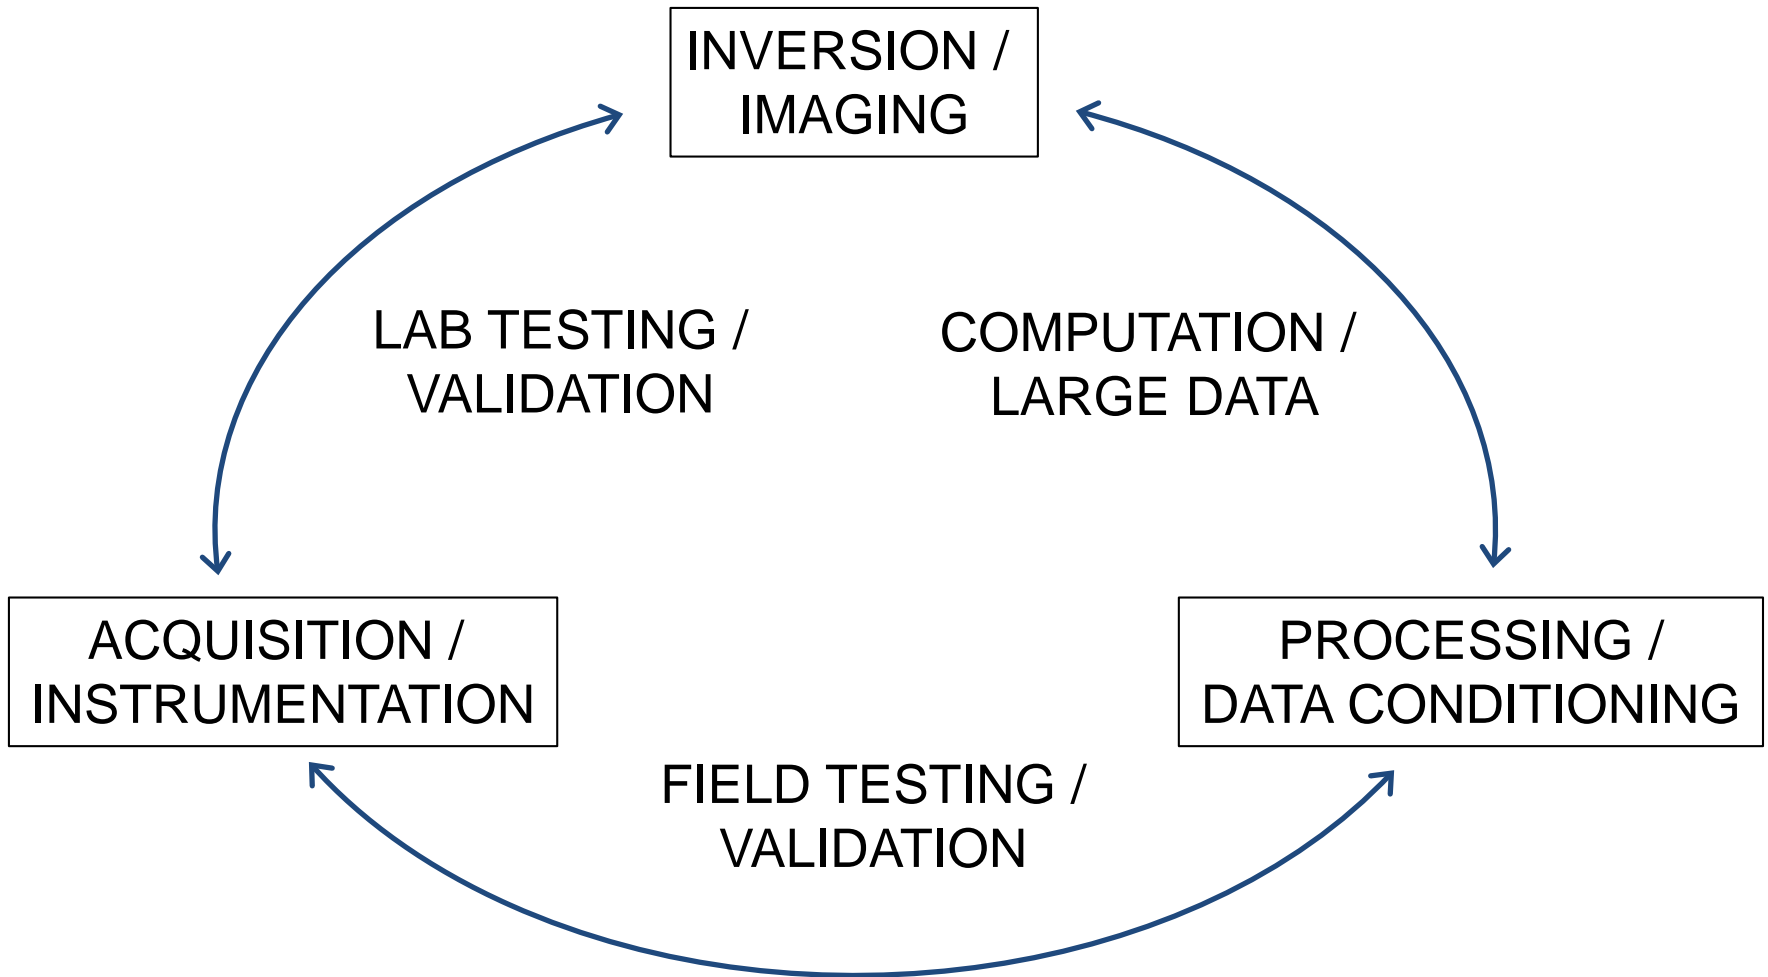 INVERSION /
IMAGING
LAB TESTING /
VALIDATION
COMPUTATION /
LARGE DATA
ACQUISITION /
INSTRUMENTATION
PROCESSING /
DATA CONDITIONING
FIELD TESTING /
VALIDATION